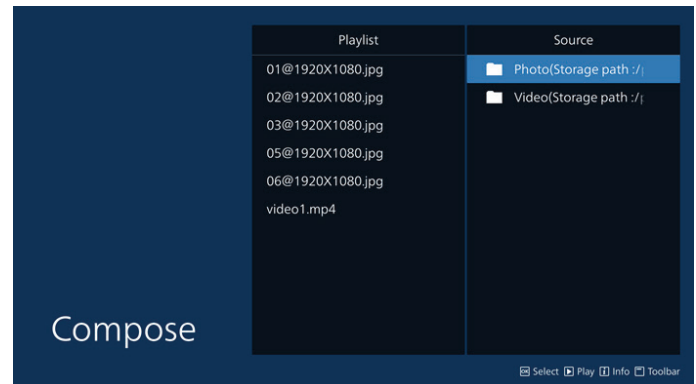 Playlist
01@1920X1080.jpg
02@1920X1080.jpg
03@1920X1080.jpg
05@1920X1080.jpg
06@1920X1080.jpg
video1.mp4
Source
Photo(Storage path :/
Video(Storage path :/
Compose
OK Select Play i Info Toolbar